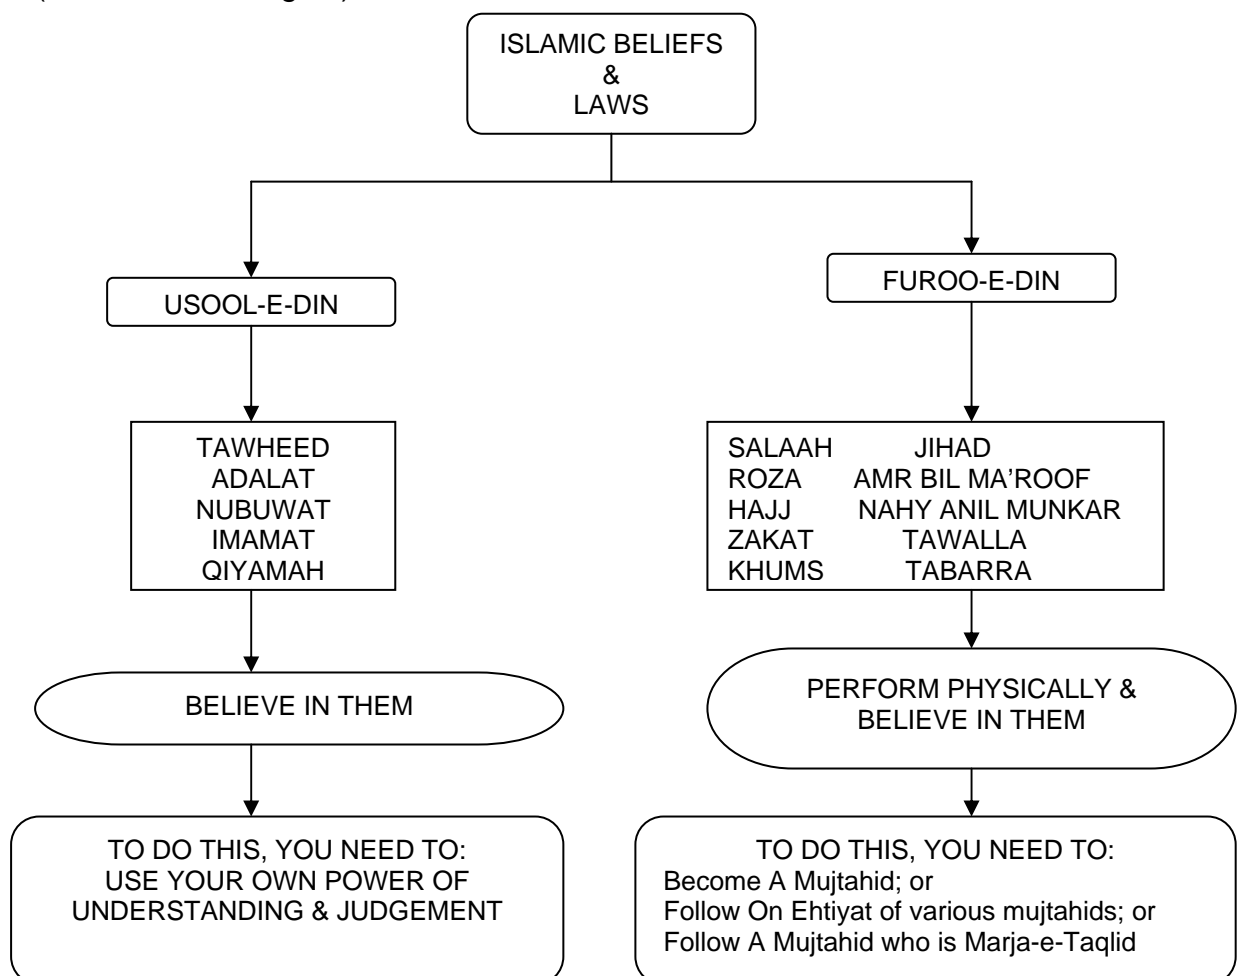 ISLAMIC BELIEFS
&
LAWS
USOOL-E-DIN
FUROO-E-DIN
TAWHEED
ADALAT
NUBUWAT
IMAMAT
QIYAMAH
SALAAH JIHAD
ROZA AMR BIL MA’ROOF
HAJJ NAHY ANIL MUNKAR
ZAKAT TAWALLA
KHUMS TABARRA
BELIEVE IN THEM
PERFORM PHYSICALLY &
BELIEVE IN THEM
TO DO THIS, YOU NEED TO:
USE YOUR OWN POWER OF
UNDERSTANDING & JUDGEMENT
TO DO THIS, YOU NEED TO:
Become A Mujtahid; or
Follow On Ehtiyat of various mujtahids; or
Follow A Mujtahid who is Marja-e-Taqlid